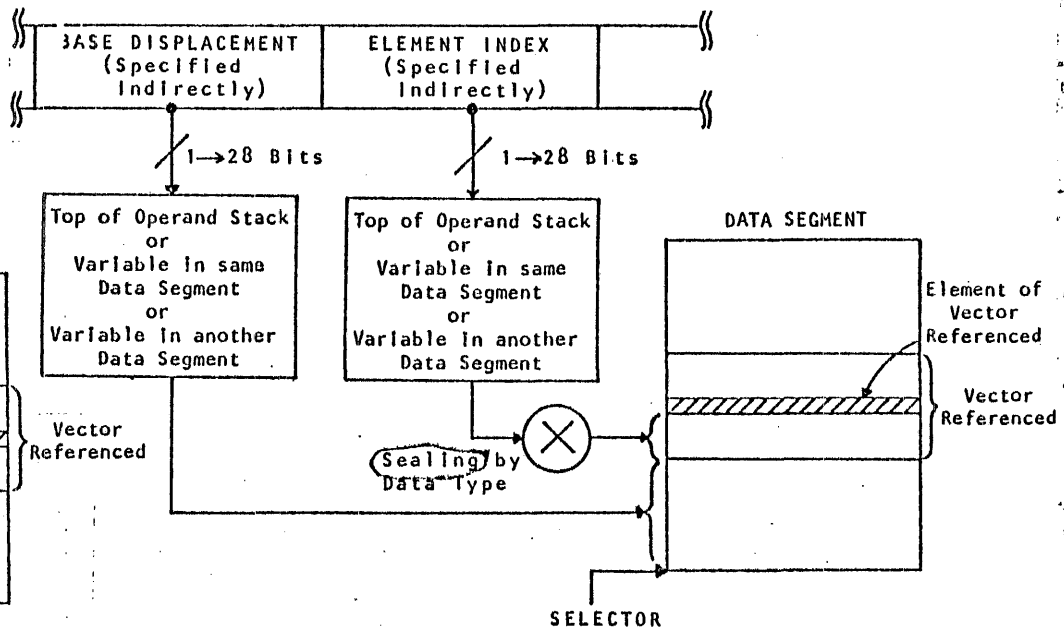 BASE DISPLACEMENT
(Specified
Indirectly)
ELEMENT INDEX
(Specified
Indirectly)
1→28 Bits
1→28 Bits
Top of Operand Stack
or
Variable in same
Data Segment
or
Variable in another
Data Segment
Top of Operand Stack
or
Variable in same
Data Segment
or
Variable in another
Data Segment
DATA SEGMENT
Element of
Vector
Referenced
Vector
Referenced
Vector
Referenced
Sealing by
Data Type
SELECTOR